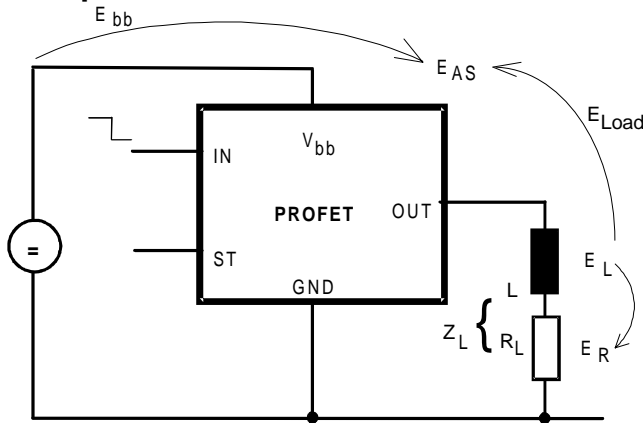 E bb
E AS
E Load
IN
V bb
PROFET
OUT
=
ST
GND
L
E L
Z L { R L
E R